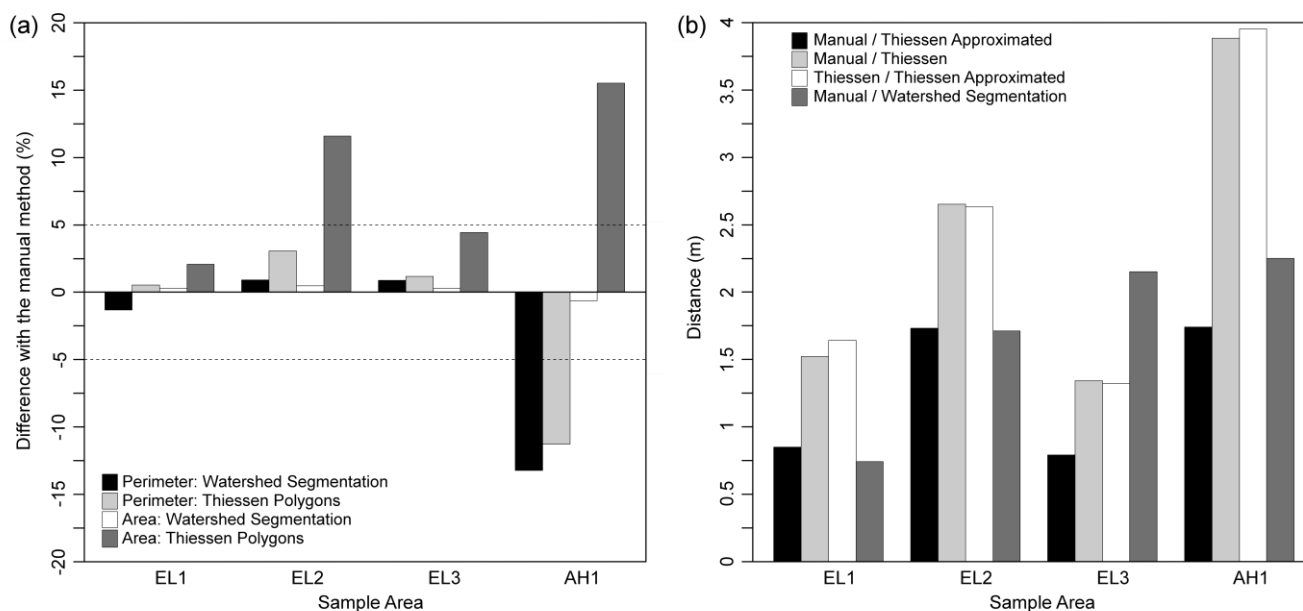 (a)
Difference with the manual method (%)
20
15
10
5
0
-5
-10
-15
-20
Perimeter: Watershed Segmentation
Perimeter: Thiessen Polygons
Area: Watershed Segmentation
Area: Thiessen Polygons
EL1 EL2 EL3 AH1
Sample Area
(b)
Distance (m)
4
3.5
3
2.5
2
1.5
1
0.5
0
Manual / Thiessen Approximated
Manual / Thiessen
Thiessen / Thiessen Approximated
Manual / Watershed Segmentation
EL1 EL2 EL3 AH1
Sample Area